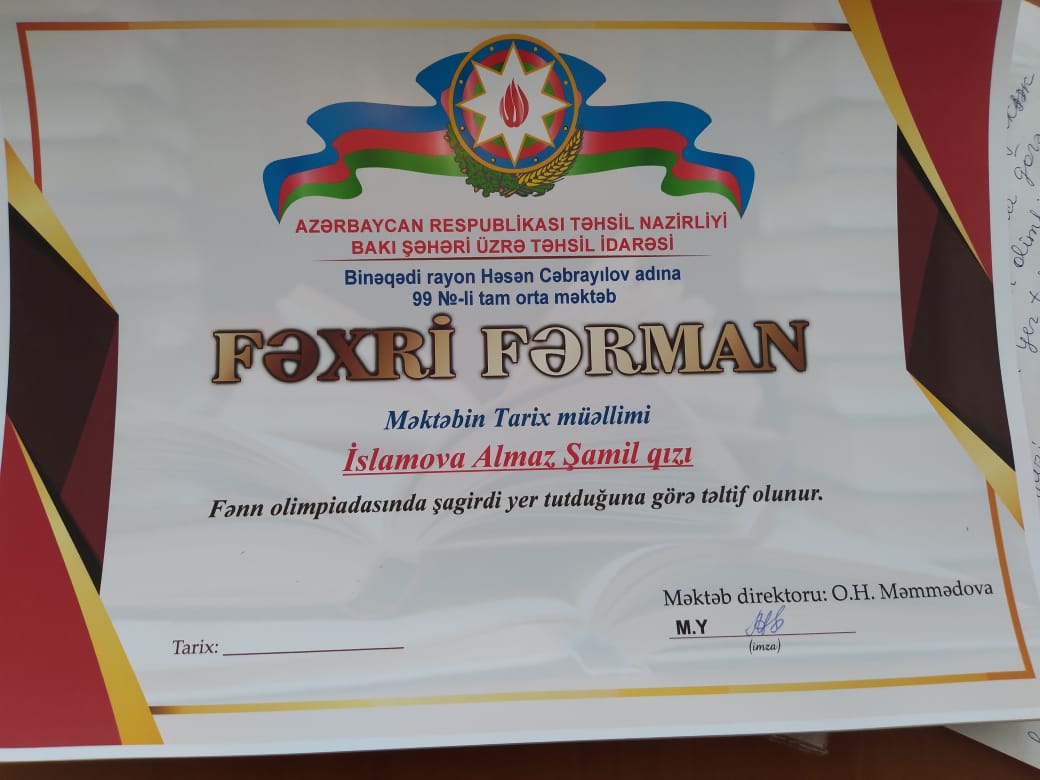 AZƏRBAYCAN RESPUBLİKASI TƏHSİL NAZİRLİYİ
BAKI ŞƏHƏRİ ÜZRƏ TƏHSİL İDARƏSİ
Binəqədi rayon Həsən Cəbrayılov adına
99 №-li tam orta məktəb
FƏXRİ FƏRMAN
Məktəbin Tarix müəllimi
İslamova Almaz Şamil qızı
Fənn olimpiadasında şagirdi yer tutduğuna görə təltif olunur.
Məktəb direktoru: O.H. Məmmədova
M.Y
(imza)
Tarix:
görə
yer